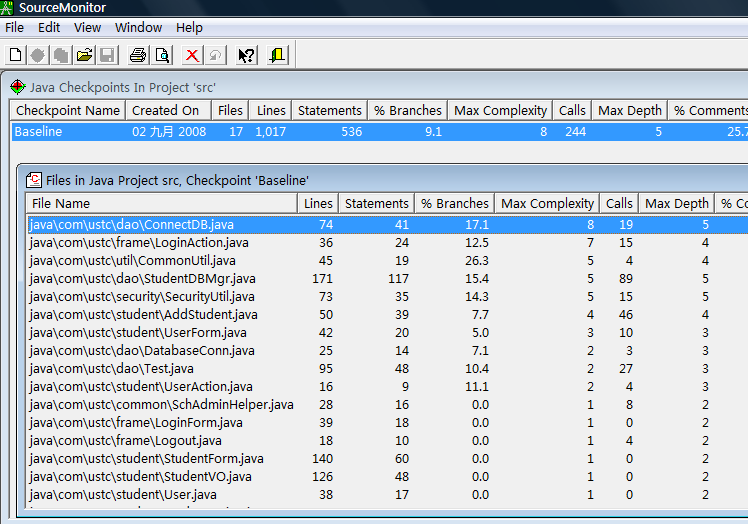 SourceMonitor
File Edit View Window Help
Java Checkpoints In Project 'src'
Checkpoint Name Created On Files Lines Statements % Branches Max Complexity Calls Max Depth % Comments
Baseline 02 九月 2008 17 1,017 536 9.1 8 244 5 25.7
Files in Java Project src, Checkpoint 'Baseline'
File Name Lines Statements % Branches Max Complexity Calls Max Depth % Co
java\com\ustc\dao\ConnectDB.java 74 41 17.1 8 19 5
java\com\ustc\frame\LoginAction.java 36 24 12.5 7 15 4
java\com\ustc\util\CommonUtil.java 45 19 26.3 5 4 4
java\com\ustc\dao\StudentDBMgr.java 171 117 15.4 5 89 5
java\com\ustc\security\SecurityUtil.java 73 35 14.3 5 15 5
java\com\ustc\student\AddStudent.java 50 39 7.7 4 46 4
java\com\ustc\student\UserForm.java 42 20 5.0 3 10 3
java\com\ustc\dao\DatabaseConn.java 25 14 7.1 2 3 3
java\com\ustc\dao\Test.java 95 48 10.4 2 27 3
java\com\ustc\student\UserAction.java 16 9 11.1 2 4 3
java\com\ustc\common\SchAdminHelper.java 28 16 0.0 1 8 2
java\com\ustc\frame\LoginForm.java 39 18 0.0 1 0 2
java\com\ustc\frame\Logout.java 18 10 0.0 1 4 2
java\com\ustc\student\StudentForm.java 140 60 0.0 1 0 2
java\com\ustc\student\StudentVO.java 126 48 0.0 1 0 2
java\com\ustc\student\User.java 38 17 0.0 1 0 2